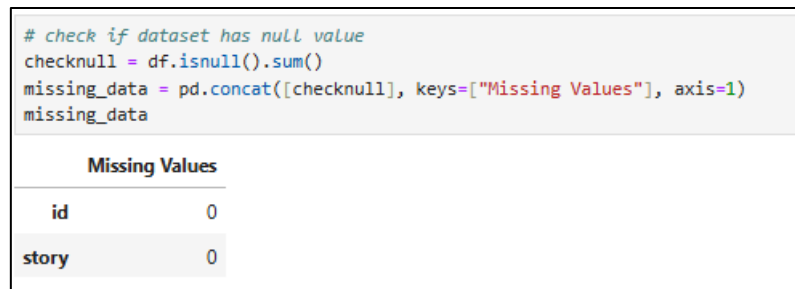 # check if dataset has null value
checknull = df.isnull().sum()
missing_data = pd.concat([checknull], keys=["Missing Values"], axis=1)
missing_data
Missing Values
id 0
story 0